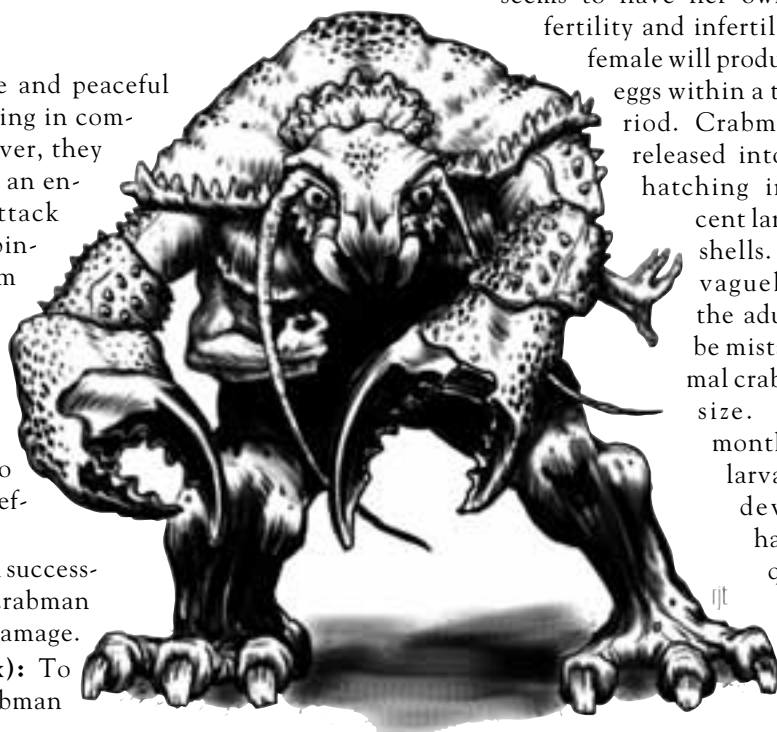 e and peaceful
ing in com-
ver, they
an en-
ttack
pin-
m
o
ef-
success-
rabman
amage.
x): To
bman
seems to have her own
fertility and infertil
female will produ
eggs within a t
riod. Crabm
released into
hatching in
cent lar
shells.
vaguel
the adu
be mist
mal crab
size.
month
larva
dev
ha
q
rjt